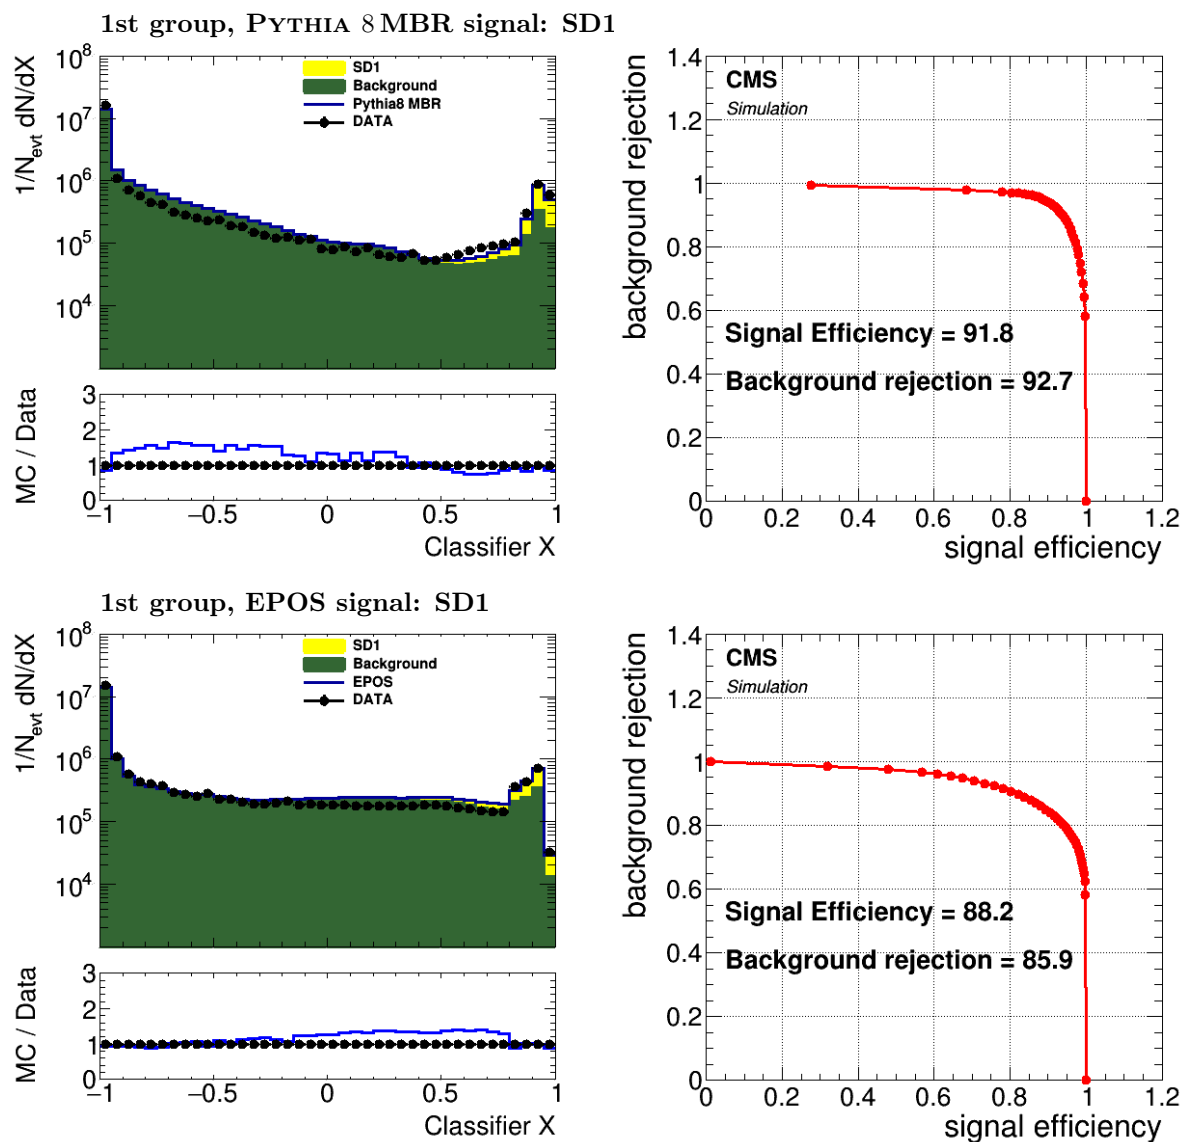 1st group, PYTHIA 8 MBR signal: SD1
1/N_evt dN/dX
10^8
10^7
10^6
10^5
10^4
SD1
Background
Pythia8 MBR
DATA
MC / Data
3
2
1
0
−1 −0.5 0 0.5 1
Classifier X
background rejection
1.4
1.2
1
0.8
0.6
0.4
0.2
0
CMS
Simulation
Signal Efficiency = 91.8
Background rejection = 92.7
0 0.2 0.4 0.6 0.8 1 1.2
signal efficiency
1st group, EPOS signal: SD1
1/N_evt dN/dX
10^8
10^7
10^6
10^5
10^4
SD1
Background
EPOS
DATA
MC / Data
3
2
1
0
−1 −0.5 0 0.5 1
Classifier X
background rejection
1.4
1.2
1
0.8
0.6
0.4
0.2
0
CMS
Simulation
Signal Efficiency = 88.2
Background rejection = 85.9
0 0.2 0.4 0.6 0.8 1 1.2
signal efficiency